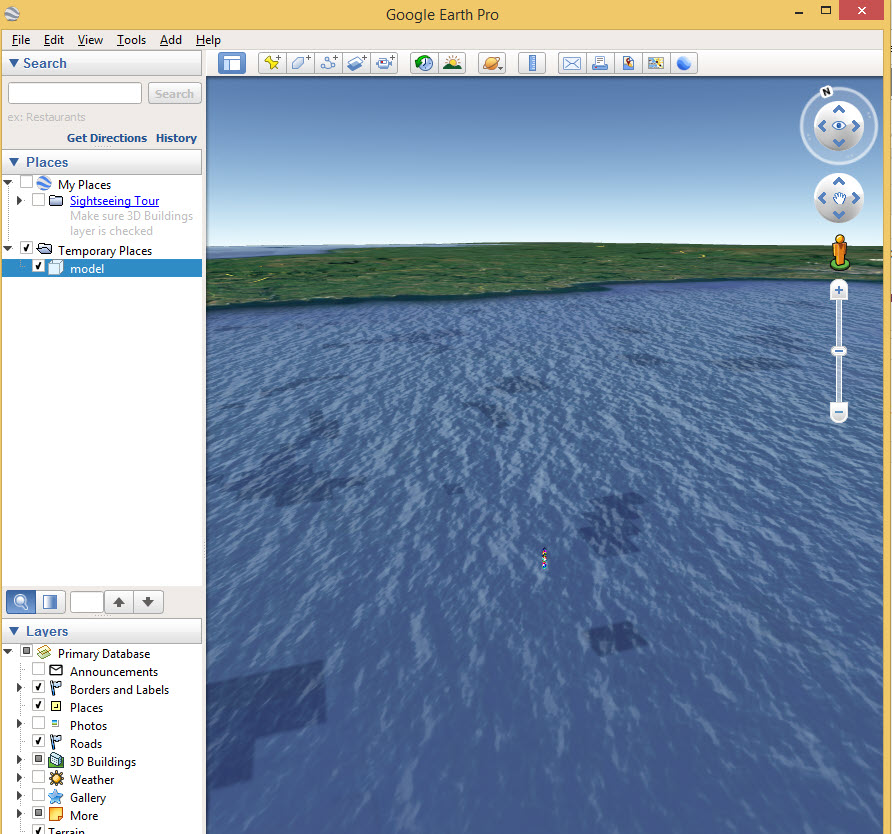 Google Earth Pro
File Edit View Tools Add Help
Search
Search
ex: Restaurants
Get Directions History
Places
My Places
Sightseeing Tour
Make sure 3D Buildings
layer is checked
Temporary Places
model
N
Layers
Primary Database
Announcements
Borders and Labels
Places
Photos
Roads
3D Buildings
Weather
Gallery
More
Terrain